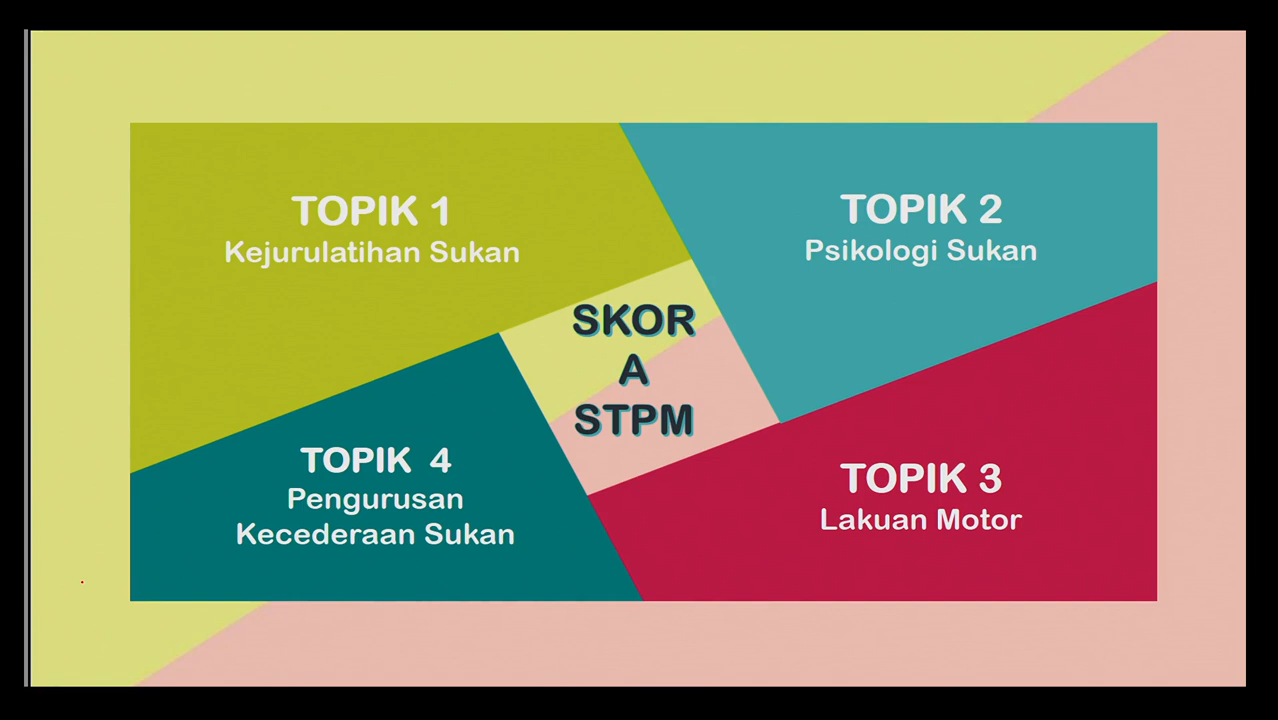 TOPIK 1
Kejurulatihan Sukan
TOPIK 2
Psikologi Sukan
SKOR
A
STPM
TOPIK 4
Pengurusan
Kecederaan Sukan
TOPIK 3
Lakuan Motor